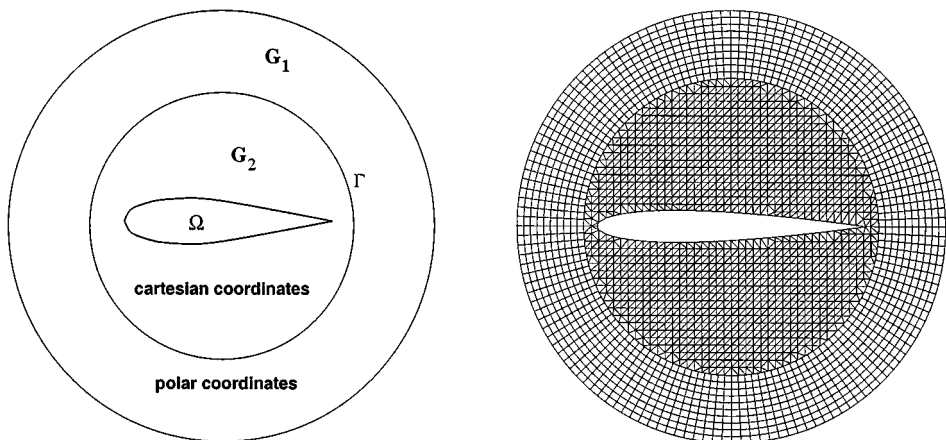 G₁
G₂
Γ
Ω
cartesian coordinates
polar coordinates